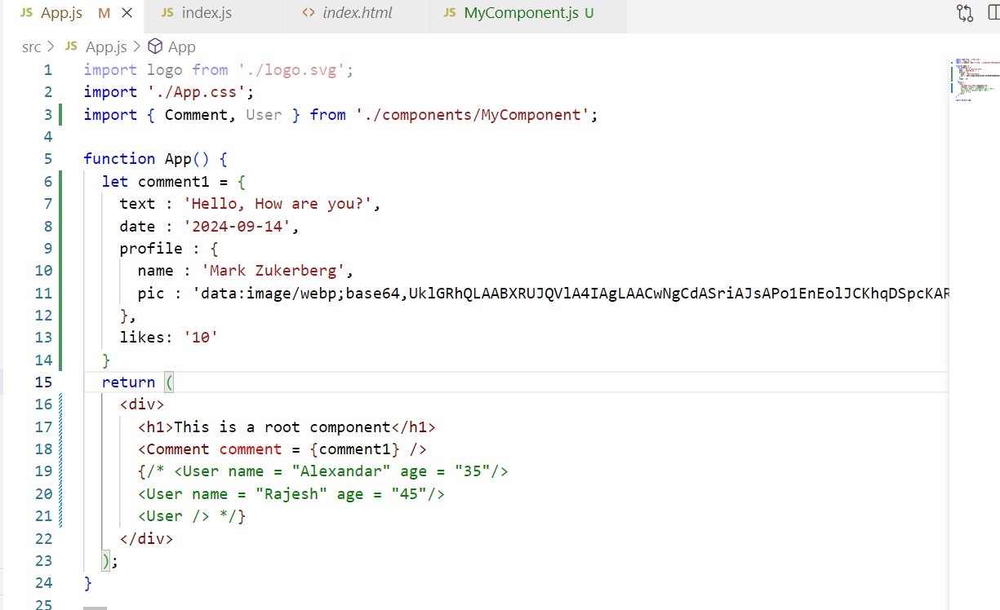 JS App.js M
JS index.js
<> index.html
JS MyComponent.js U
src > JS App.js > App
1 import logo from './logo.svg';
2 import './App.css';
3 import { Comment, User } from './components/MyComponent';
4
5 function App() {
6 let comment1 = {
7 text : 'Hello, How are you?',
8 date : '2024-09-14',
9 profile : {
10 name : 'Mark Zukerberg',
11 pic : 'data:image/webp;base64,UklGRhQLAABXRUJQVlA4IAgLAACwNgCdASriAJsAPo1EnEolJCKhqDSpcKAR
12 },
13 likes: '10'
14 }
15 return (
16 <div>
17 <h1>This is a root component</h1>
18 <Comment comment = {comment1} />
19 {/* <User name = "Alexandar" age = "35"/>
20 <User name = "Rajesh" age = "45"/>
21 <User /> */}
22 </div>
23 );
24 }
25